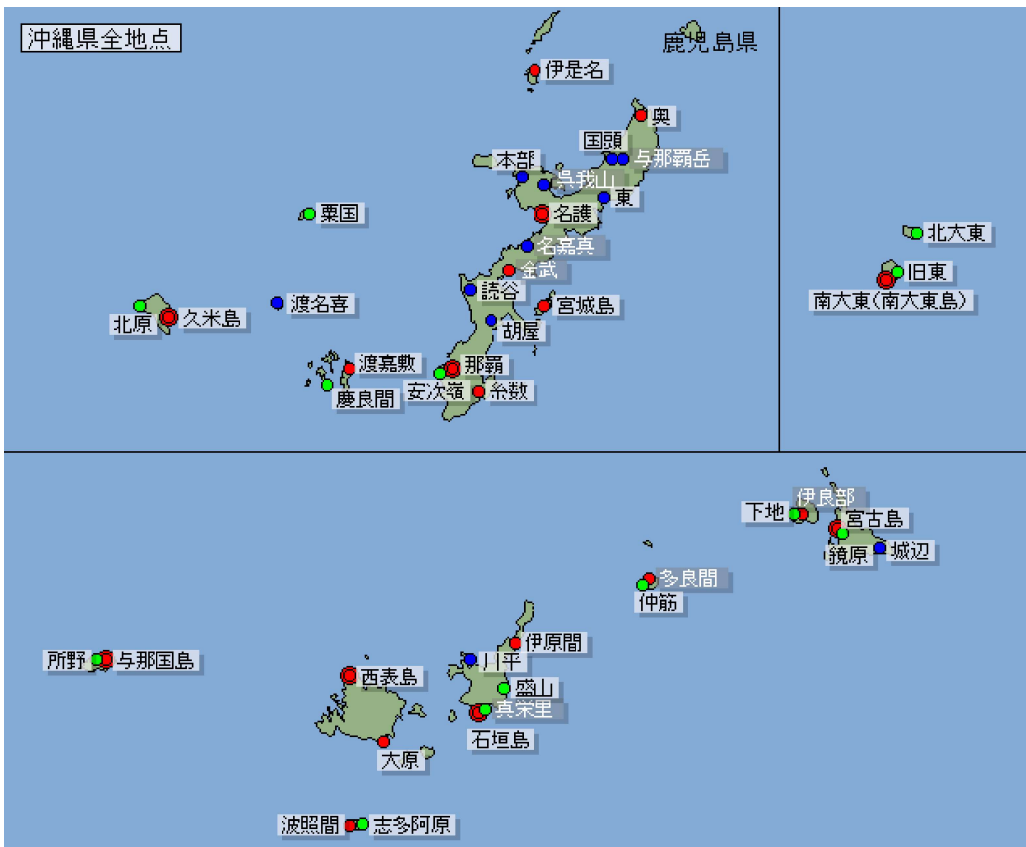 沖縄県全地点
鹿児島県
伊是名
奥
国頭
与那覇岳
本部
呉我山
東
粟国
名護
名嘉真
金武
読谷
宮城島
渡名喜
北原
久米島
胡屋
渡嘉敷
那覇
慶良間
安次嶺
糸数
北大東
旧東
南大東(南大東島)
伊良部
下地
宮古島
鏡原
城辺
多良間
仲筋
伊原間
所野
与那国島
川平
西表島
盛山
真栄里
石垣島
大原
波照間
志多阿原